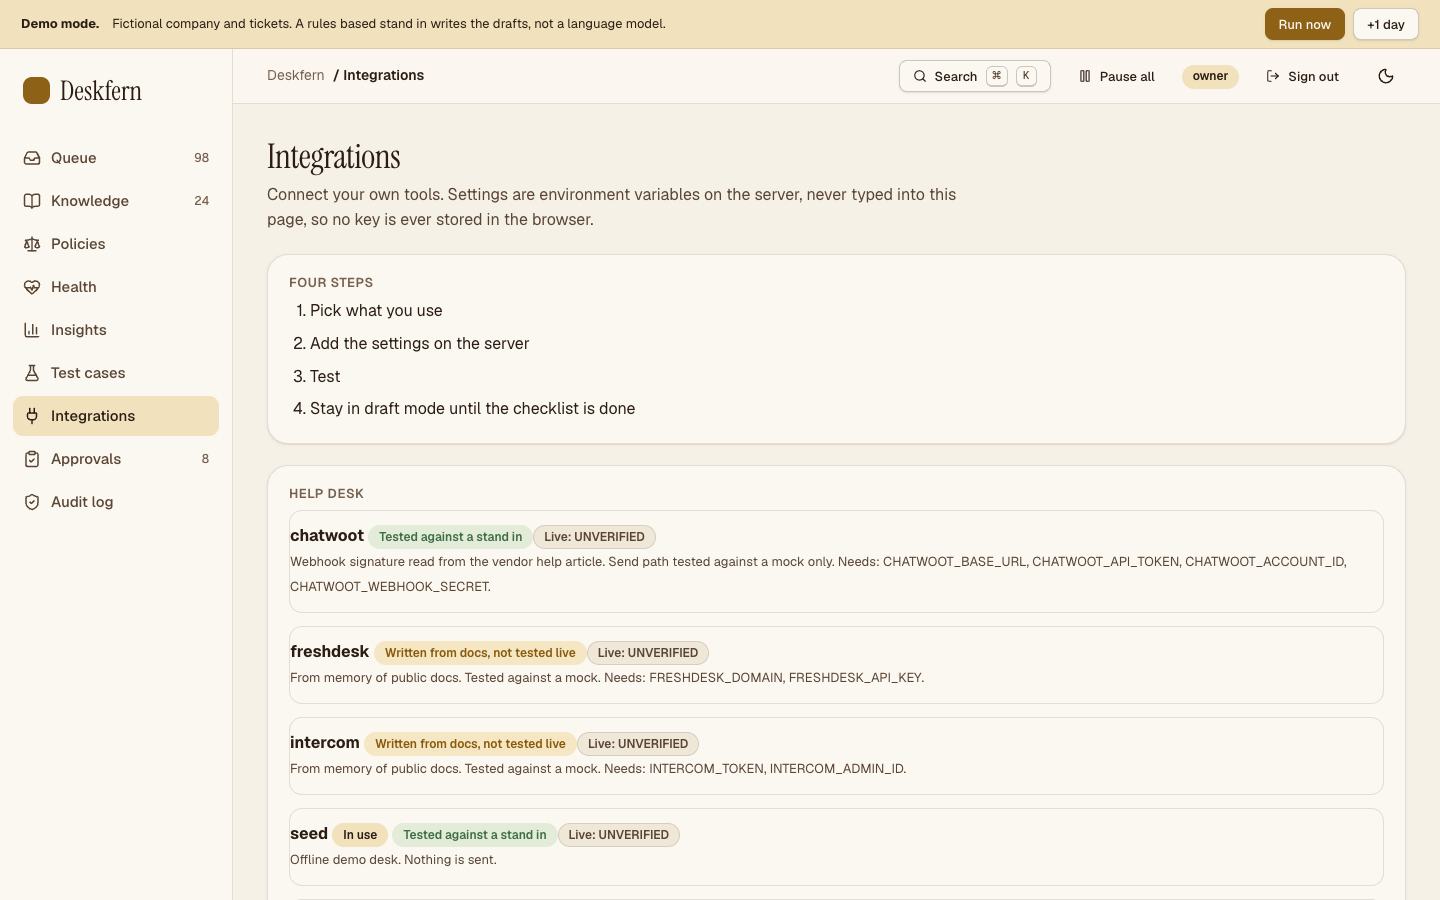 Demo mode. Fictional company and tickets. A rules based stand in writes the drafts, not a language model.
Run now
+1 day
Deskfern
Deskfern / Integrations
Search ⌘ K
Pause all
owner
Sign out
Queue 98
Knowledge 24
Policies
Health
Insights
Test cases
Integrations
Approvals 8
Audit log
Integrations
Connect your own tools. Settings are environment variables on the server, never typed into this
page, so no key is ever stored in the browser.
FOUR STEPS
1. Pick what you use
2. Add the settings on the server
3. Test
4. Stay in draft mode until the checklist is done
HELP DESK
chatwoot Tested against a stand in Live: UNVERIFIED
Webhook signature read from the vendor help article. Send path tested against a mock only. Needs: CHATWOOT_BASE_URL, CHATWOOT_API_TOKEN, CHATWOOT_ACCOUNT_ID,
CHATWOOT_WEBHOOK_SECRET.
freshdesk Written from docs, not tested live Live: UNVERIFIED
From memory of public docs. Tested against a mock. Needs: FRESHDESK_DOMAIN, FRESHDESK_API_KEY.
intercom Written from docs, not tested live Live: UNVERIFIED
From memory of public docs. Tested against a mock. Needs: INTERCOM_TOKEN, INTERCOM_ADMIN_ID.
seed In use Tested against a stand in Live: UNVERIFIED
Offline demo desk. Nothing is sent.